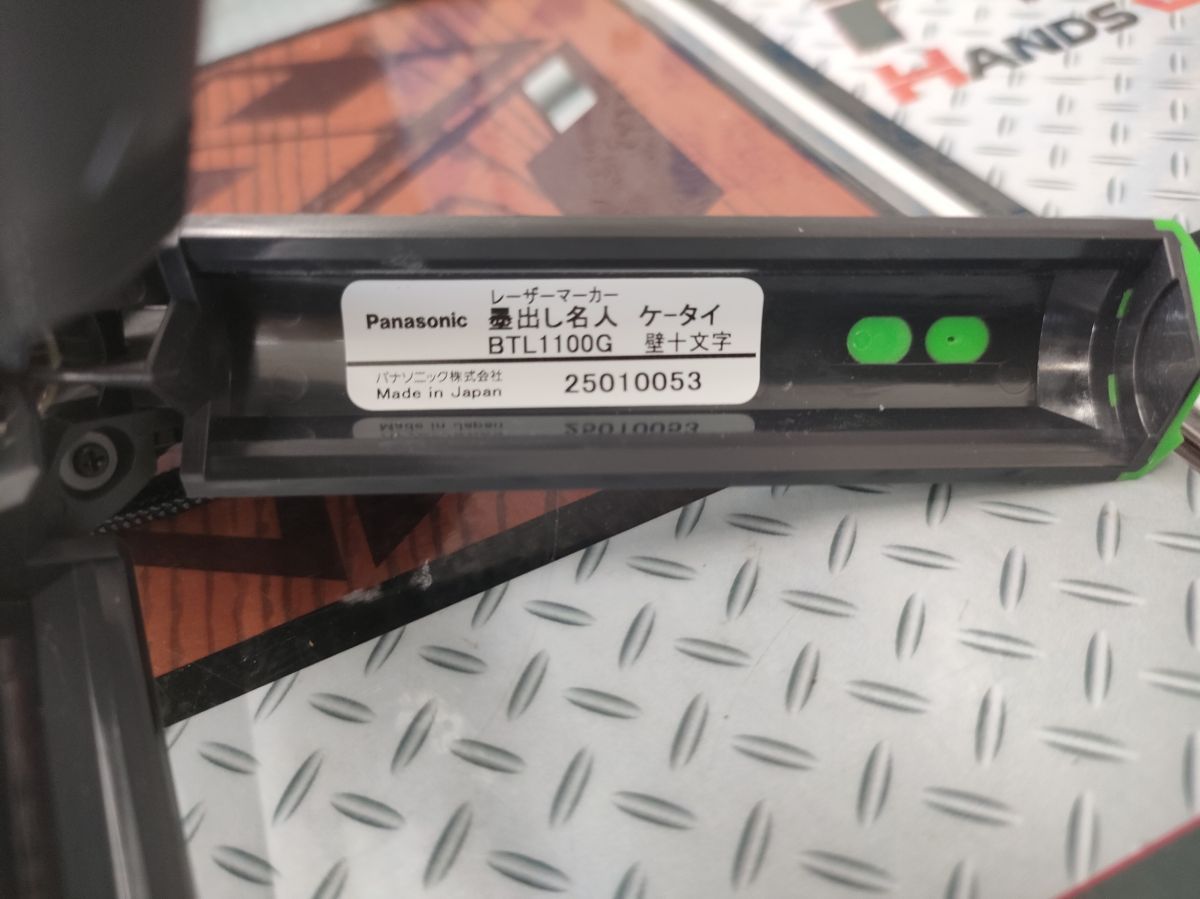 HANDS
レーザーマーカー
Panasonic 墨出し名人 ケータイ
BTL1100G 壁十文字
パナソニック株式会社
Made in Japan 25010053